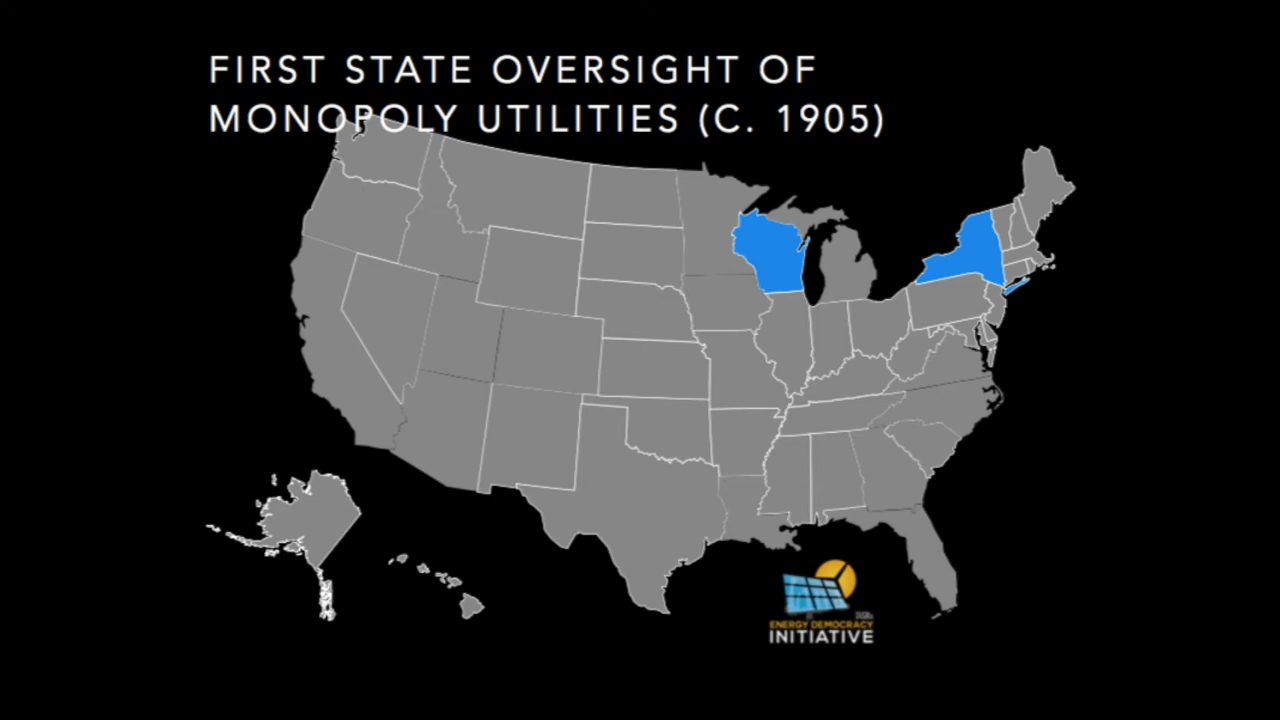 FIRST STATE OVERSIGHT OF
MONOPOLY UTILITIES (C. 1905)
ENERGY DEMOCRACY
INITIATIVE